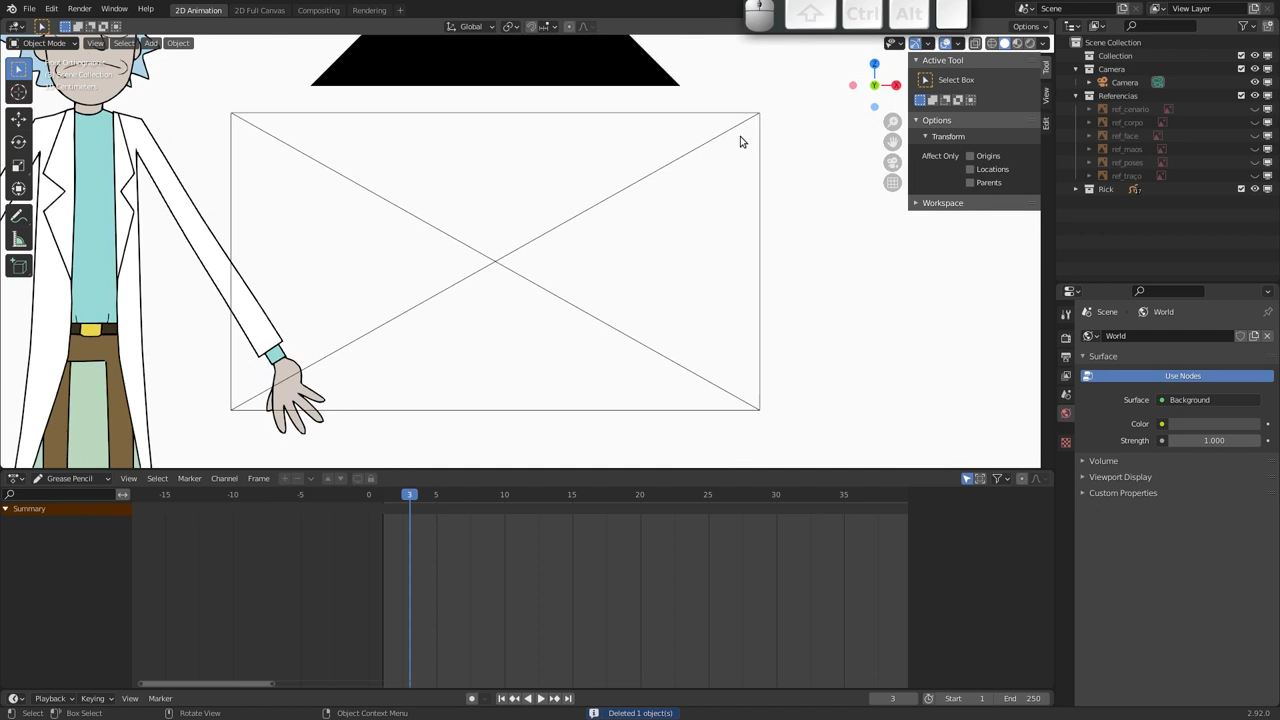 File Edit Render Window Help 2D Animation 2D Full Canvas Compositing Rendering + Scene View Layer
Ctrl Alt
Global Options
Object Mode View Select Add Object
Scene Collection
Collection
Camera
Camera
Referencias
ref_cenario
ref_corpo
ref_face
ref_maos
ref_poses
ref_traço
Rick
Active Tool
Select Box
Options
Transform
Affect Only Origins
Locations
Parents
Workspace
Tool
View
Edit
Z
Y
X
Scene World
World
Surface
Use Nodes
Surface Background
Color
Strength 1.000
Volume
Viewport Display
Custom Properties
Grease Pencil View Select Marker Channel Frame
-15 -10 -5 0 3 5 10 15 20 25 30 35
Summary
Playback Keying View Marker 3 Start 1 End 250
Select Box Select Rotate View Object Context Menu Deleted 1 object(s) 2.92.0